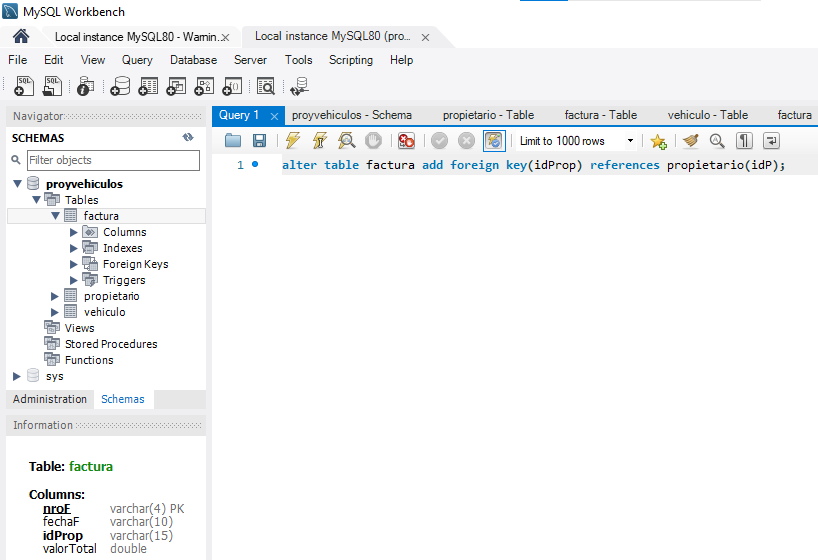 MySQL Workbench
Local instance MySQL80 - Warnin... × Local instance MySQL80 (pro... ×
File Edit View Query Database Server Tools Scripting Help
Navigator
SCHEMAS
Filter objects
proyvehiculos
Tables
factura
Columns
Indexes
Foreign Keys
Triggers
propietario
vehiculo
Views
Stored Procedures
Functions
sys
Administration Schemas
Information
Table: factura
Columns:
nroF varchar(4) PK
fechaF varchar(10)
idProp varchar(15)
valorTotal double
Query 1 × proyvehiculos - Schema propietario - Table factura - Table vehiculo - Table factura
Limit to 1000 rows
1 alter table factura add foreign key(idProp) references propietario(idP);